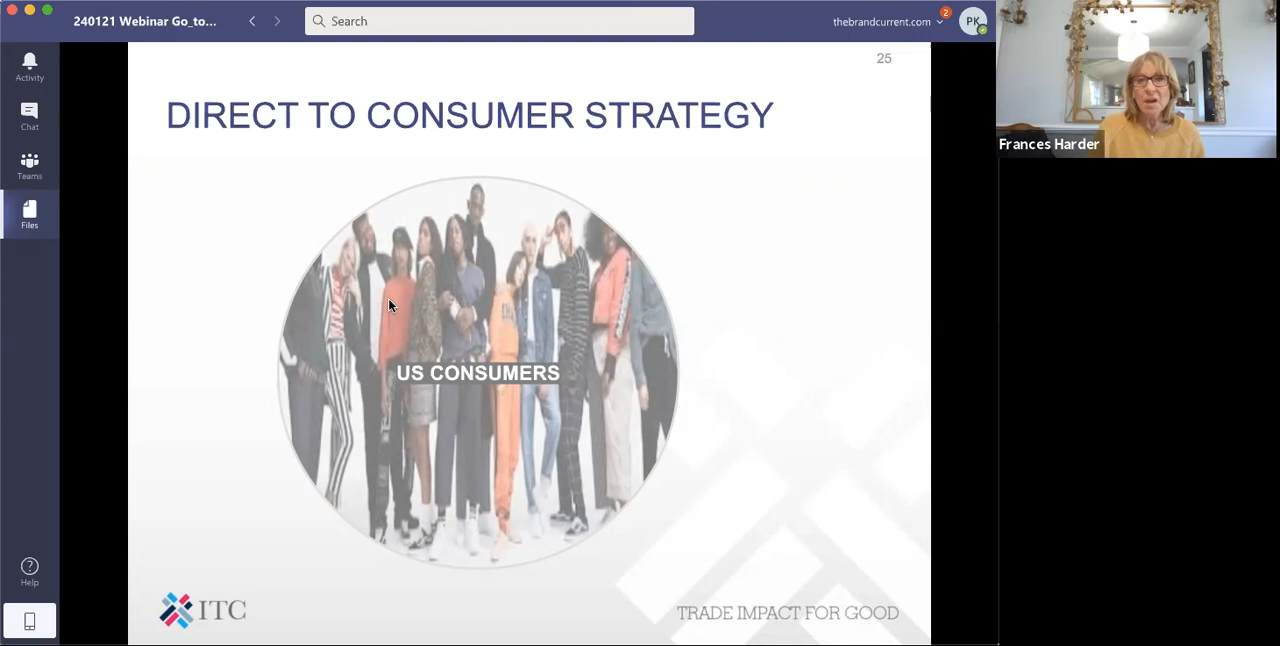 240121 Webinar Go_to...
Search
thebrandcurrent.com
2
PK
Activity
Chat
Teams
Files
Help
25
DIRECT TO CONSUMER STRATEGY
US CONSUMERS
ITC
TRADE IMPACT FOR GOOD
Frances Harder